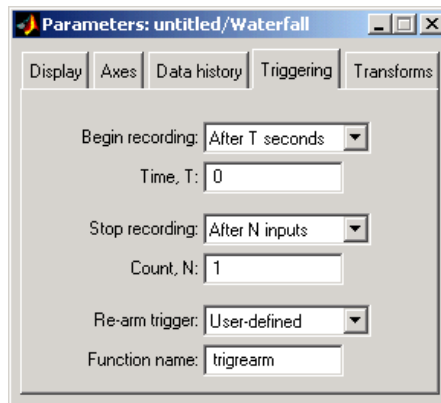 Parameters: untitled/Waterfall
Display Axes Data history Triggering Transforms
Begin recording: After T seconds
Time, T: 0
Stop recording: After N inputs
Count, N: 1
Re-arm trigger: User-defined
Function name: trigrearm